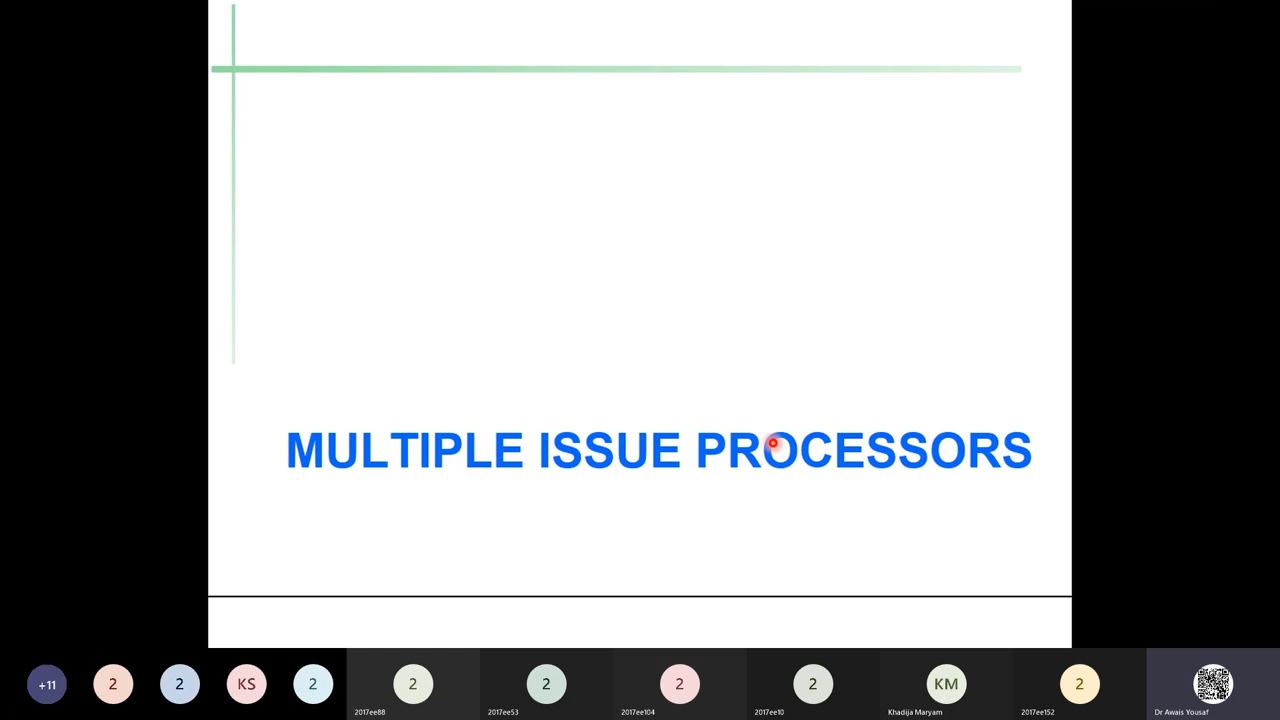 MULTIPLE ISSUE PROCESSORS
+11
2
2
KS
2
2
2017ee88
2
2017ee53
2
2017ee104
2
2017ee10
KM
Khadija Maryam
2
2017ee152
Dr Awais Yousaf